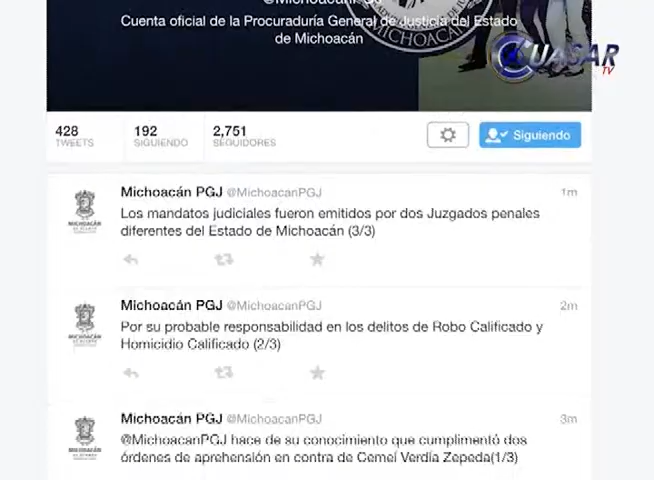 @MichoacanPGJ
Cuenta oficial de la Procuraduría General de Justicia del Estado
de Michoacán
MICHOACÁN
QUASAR
TV
428
TWEETS
192
SIGUIENDO
2,751
SEGUIDORES
Siguiendo
Michoacán PGJ @MichoacanPGJ 1m
Los mandatos judiciales fueron emitidos por dos Juzgados penales
diferentes del Estado de Michoacán (3/3)
MICHOACÁN
Michoacán PGJ @MichoacanPGJ 2m
Por su probable responsabilidad en los delitos de Robo Calificado y
Homicidio Calificado (2/3)
MICHOACÁN
Michoacán PGJ @MichoacanPGJ 3m
@MichoacanPGJ hace de su conocimiento que cumplimentó dos
órdenes de aprehensión en contra de Cemeí Verdía Zepeda(1/3)
MICHOACÁN